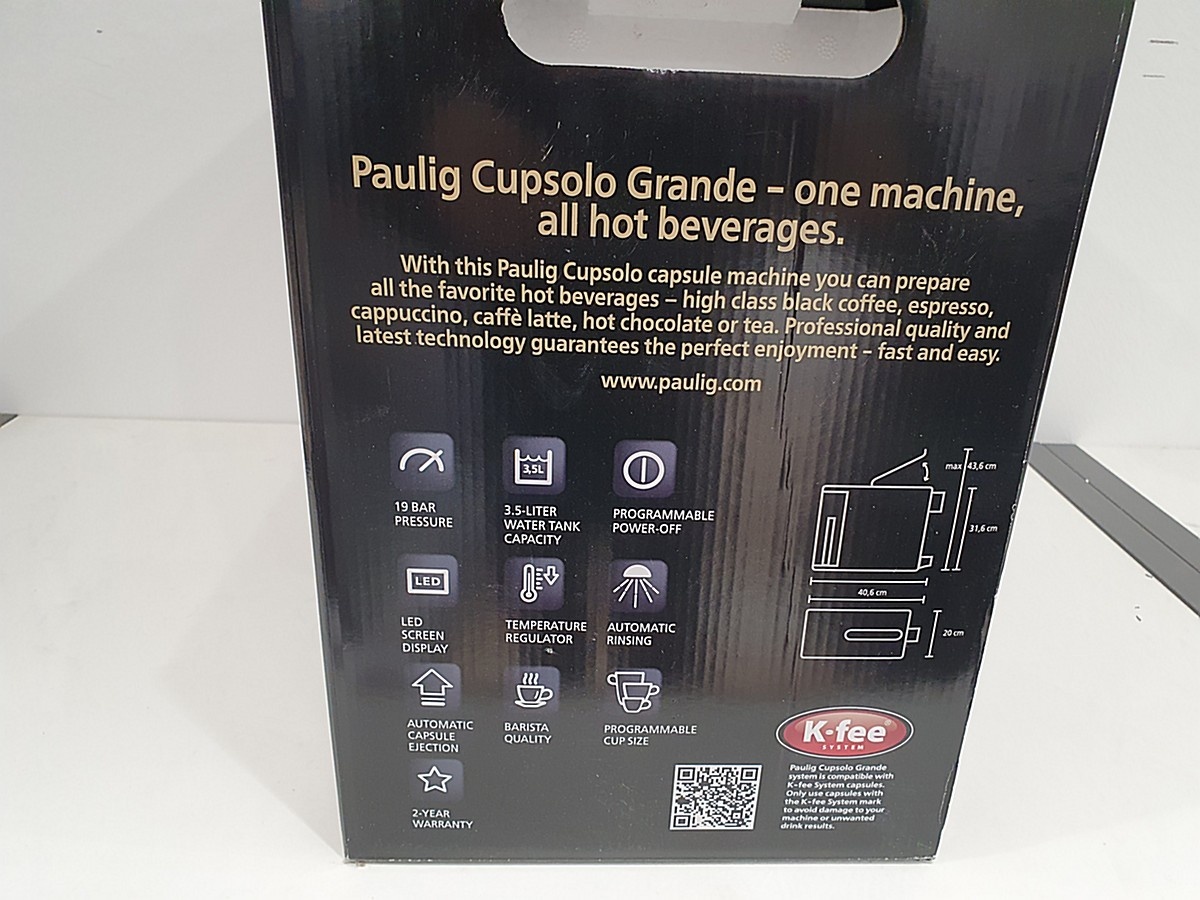 Paulig Cupsolo Grande – one machine,
all hot beverages.
With this Paulig Cupsolo capsule machine you can prepare
all the favorite hot beverages – high class black coffee, espresso,
cappuccino, caffè latte, hot chocolate or tea. Professional quality and
latest technology guarantees the perfect enjoyment – fast and easy.
www.paulig.com
19 BAR
PRESSURE
3,5L
3.5-LITER
WATER TANK
CAPACITY
PROGRAMMABLE
POWER-OFF
LED
LED
SCREEN
DISPLAY
TEMPERATURE
REGULATOR
AUTOMATIC
RINSING
AUTOMATIC
CAPSULE
EJECTION
BARISTA
QUALITY
PROGRAMMABLE
CUP SIZE
2-YEAR
WARRANTY
max 43,6 cm
31,6 cm
40,6 cm
20 cm
K-fee®
SYSTEM
Paulig Cupsolo Grande
system is compatible with
K-fee System capsules.
Only use capsules with
the K-fee System mark
to avoid damage to your
machine or unwanted
drink results.